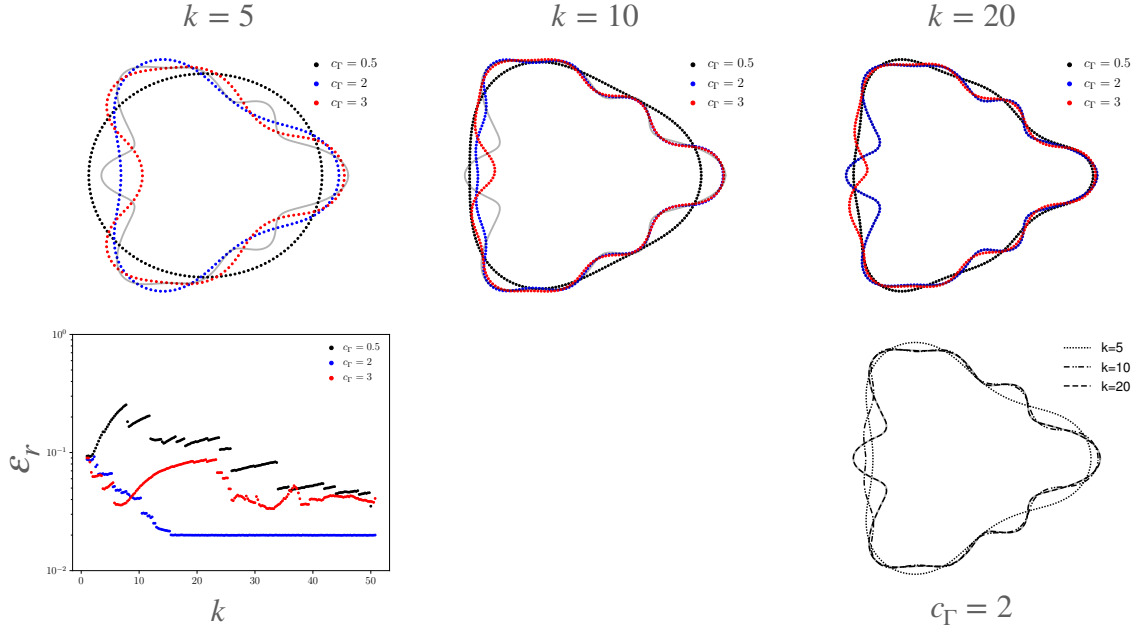 k = 5
k = 10
k = 20
c_Γ = 0.5
c_Γ = 2
c_Γ = 3
c_Γ = 0.5
c_Γ = 2
c_Γ = 3
c_Γ = 0.5
c_Γ = 2
c_Γ = 3
10⁰
10⁻¹
10⁻²
ε_r
c_Γ = 0.5
c_Γ = 2
c_Γ = 3
0 10 20 30 40 50
k
k=5
k=10
k=20
c_Γ = 2